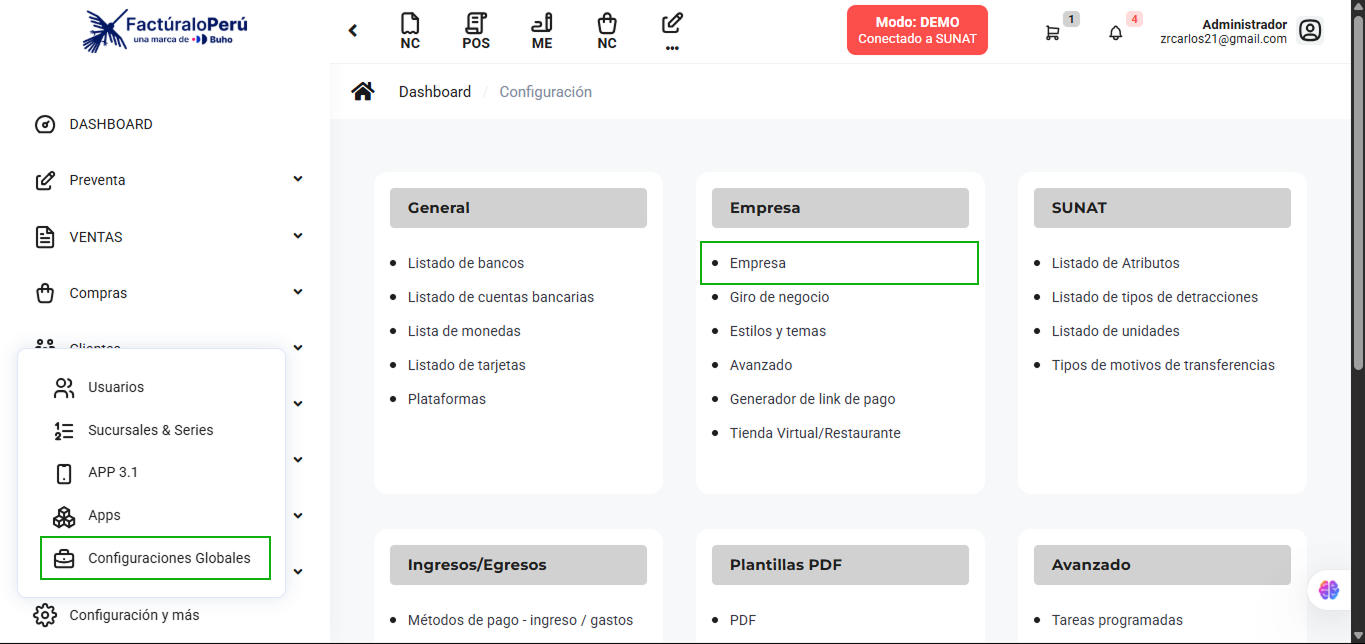 FactúraloPerú
una marca de Buho
NC
POS
ME
NC
...
Modo: DEMO
Conectado a SUNAT
1
4
Administrador
zrcarlos21@gmail.com
Dashboard / Configuración
DASHBOARD
Preventa
VENTAS
Compras
Clientes
Usuarios
Sucursales & Series
APP 3.1
Apps
Configuraciones Globales
Configuración y más
General
Listado de bancos
Listado de cuentas bancarias
Lista de monedas
Listado de tarjetas
Plataformas
Empresa
Empresa
Giro de negocio
Estilos y temas
Avanzado
Generador de link de pago
Tienda Virtual/Restaurante
SUNAT
Listado de Atributos
Listado de tipos de detracciones
Listado de unidades
Tipos de motivos de transferencias
Ingresos/Egresos
Métodos de pago - ingreso / gastos
Plantillas PDF
PDF
Avanzado
Tareas programadas